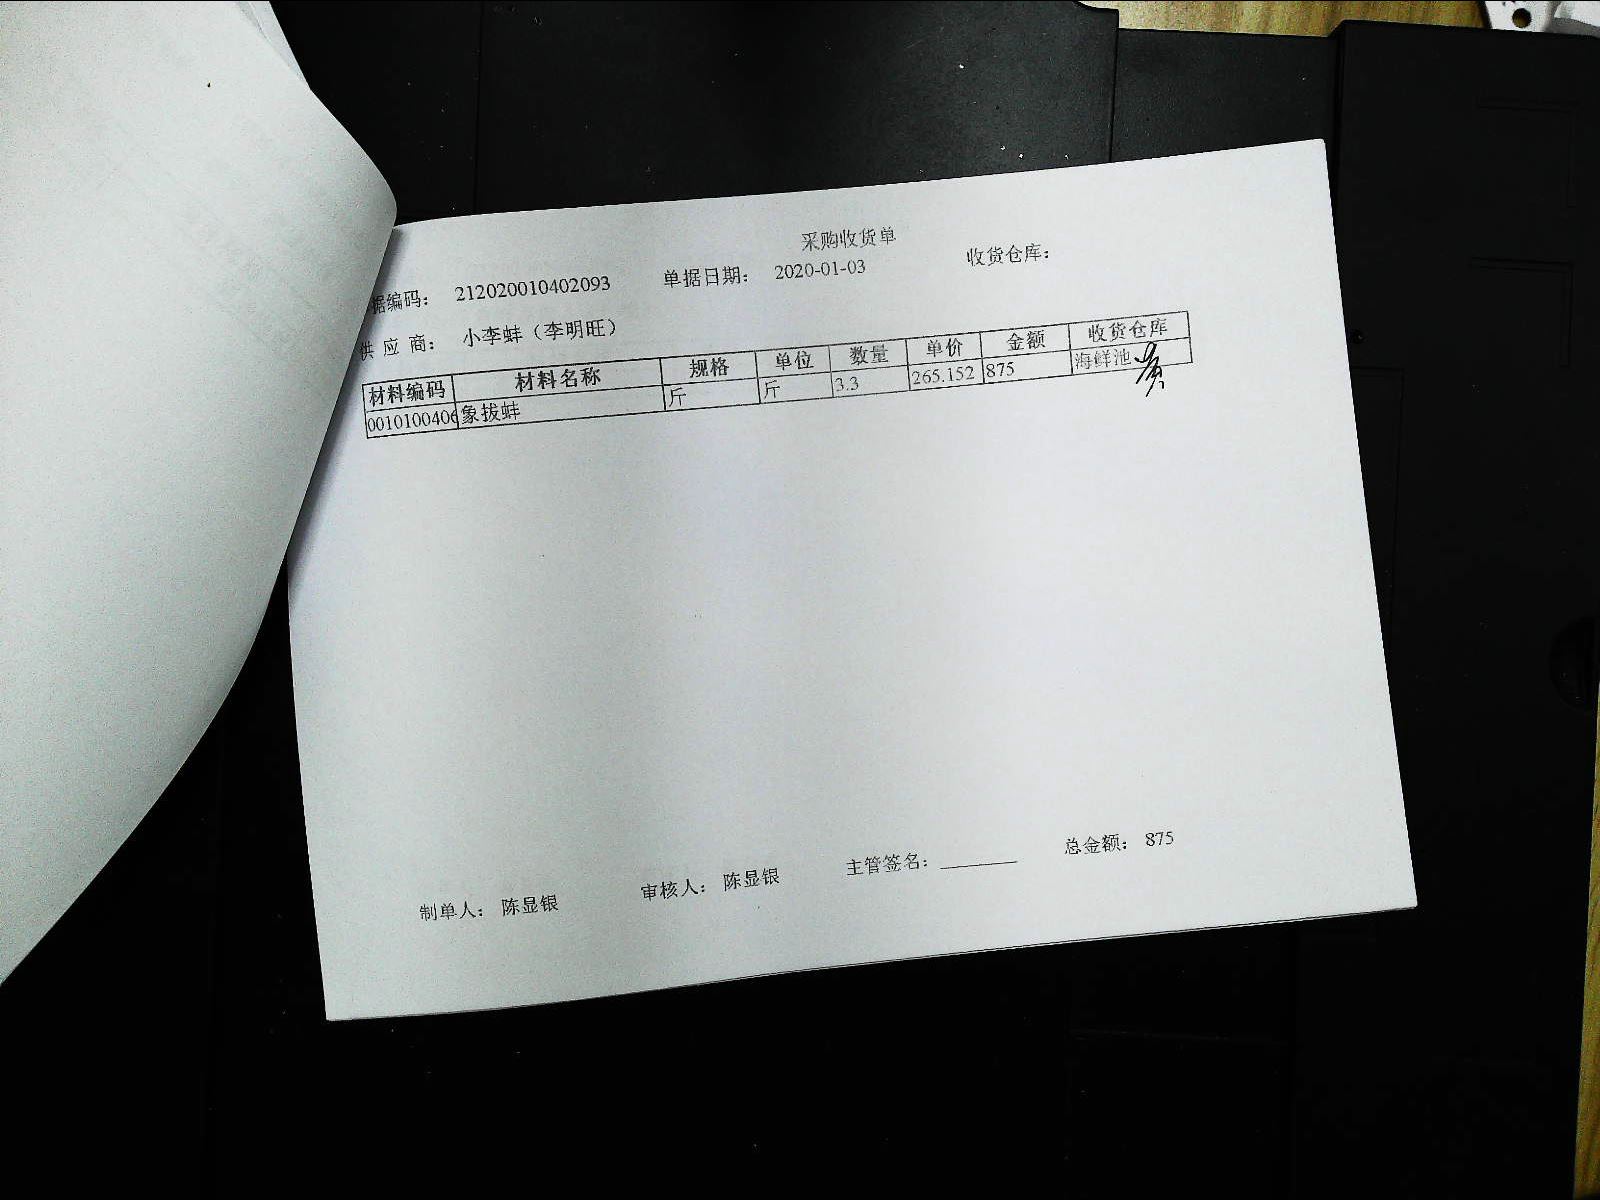 采购收货单
据编码： 212020010402093 单据日期： 2020-01-03 收货仓库：
供 应 商： 小李蚌（李明旺）
材料编码 材料名称 规格 单位 数量 单价 金额 收货仓库
0010100406 象拔蚌 斤 斤 3.3 265.152 875 海鲜池
制单人： 陈显银 审核人： 陈显银 主管签名： 总金额： 875